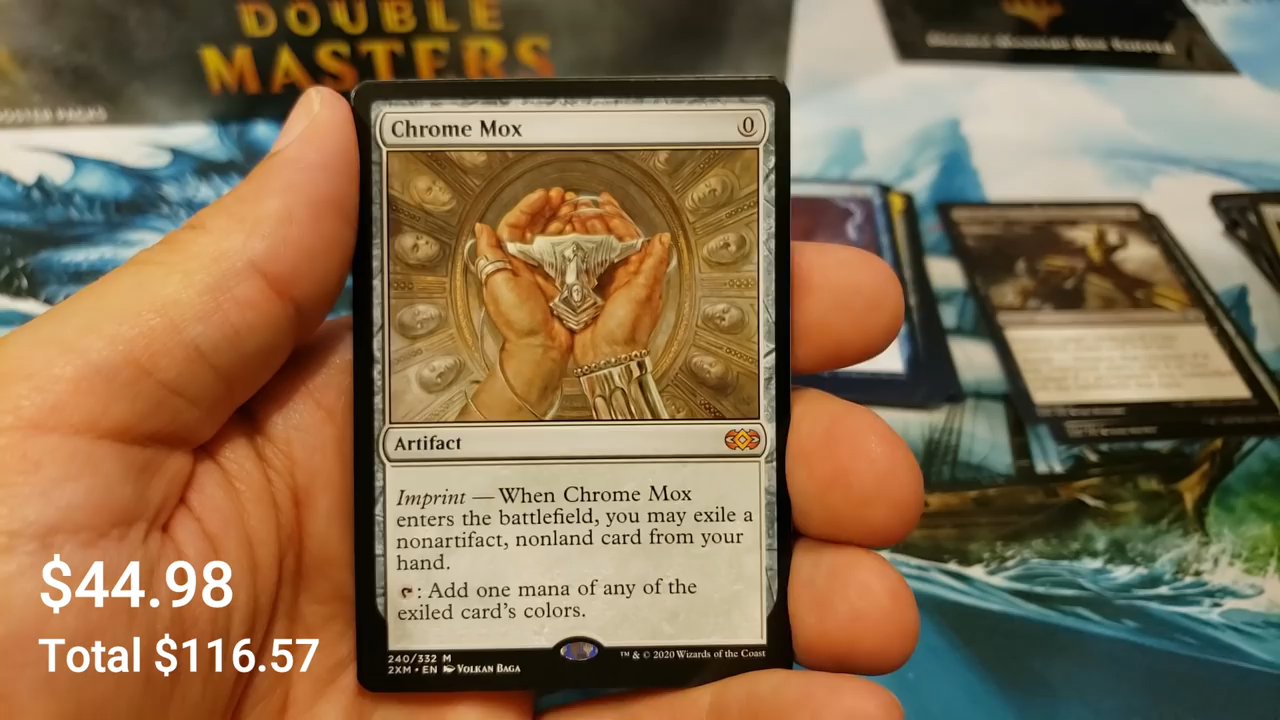 DOUBLE
MASTERS
Chrome Mox
0
Artifact
Imprint — When Chrome Mox
enters the battlefield, you may exile a
nonartifact, nonland card from your
hand.
: Add one mana of any of the
exiled card's colors.
240/332 M
2XM • EN VOLKAN BAGA
™ & © 2020 Wizards of the Coast
$44.98
Total $116.57